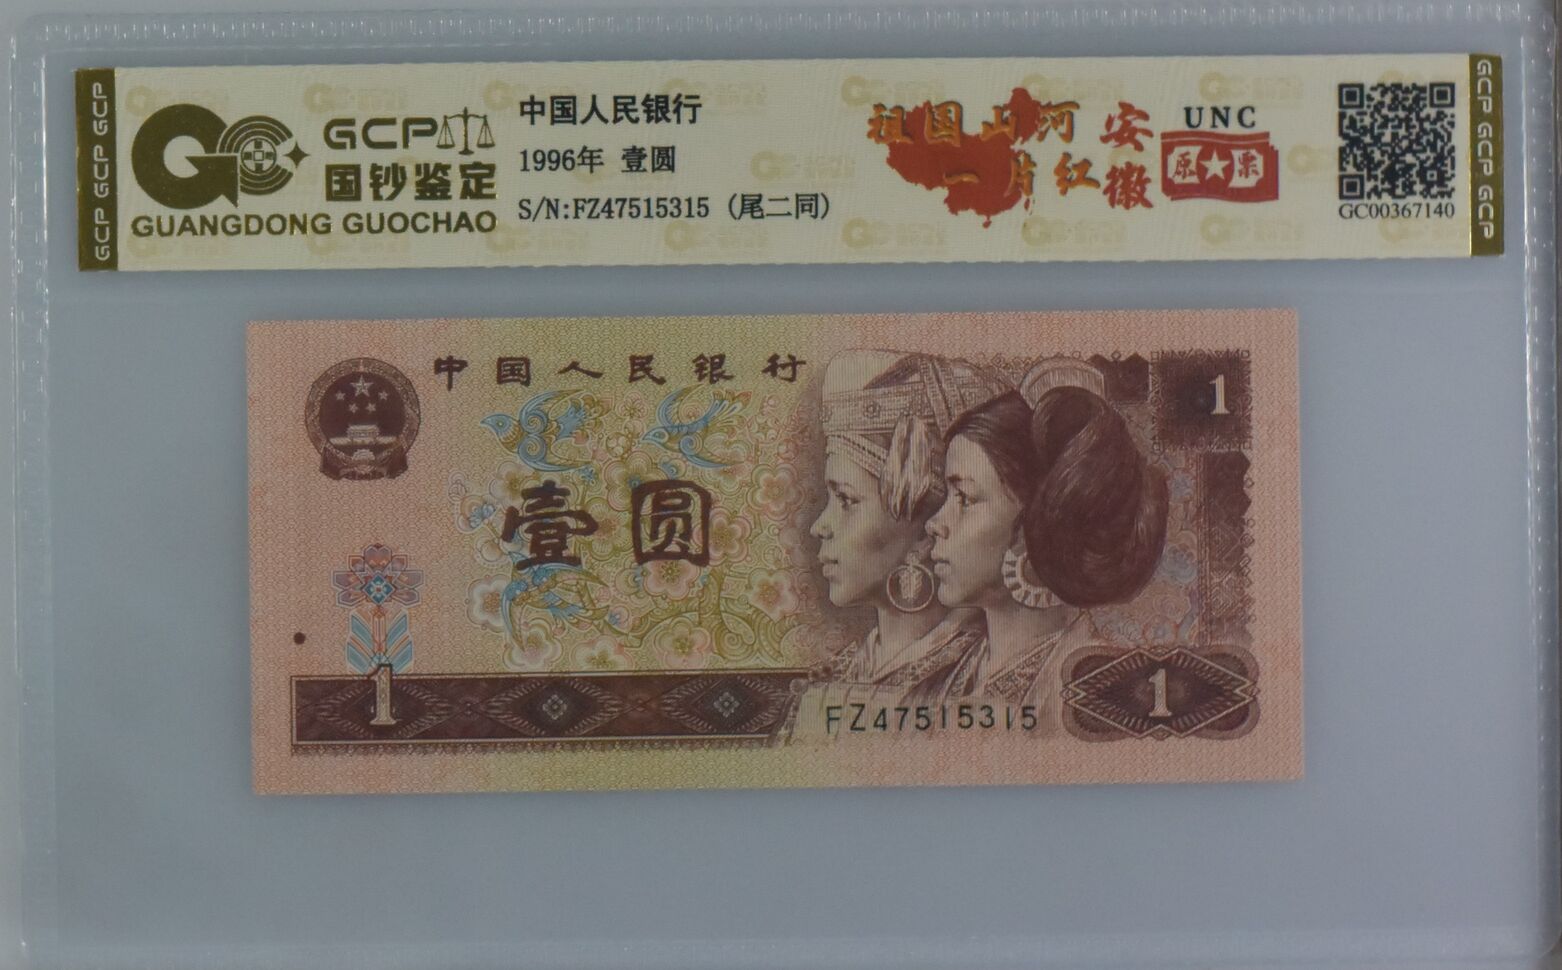 GCP GCP GCP
GCP
国钞鉴定
GUANGDONG GUOCHAO
中国人民银行
1996年 壹圆
S/N:FZ47515315 (尾二同)
祖国山河
一片红
安徽
UNC
原票
GC00367140
GCP GCP GCP
中国人民银行
1
壹圆
1
FZ47515315
1